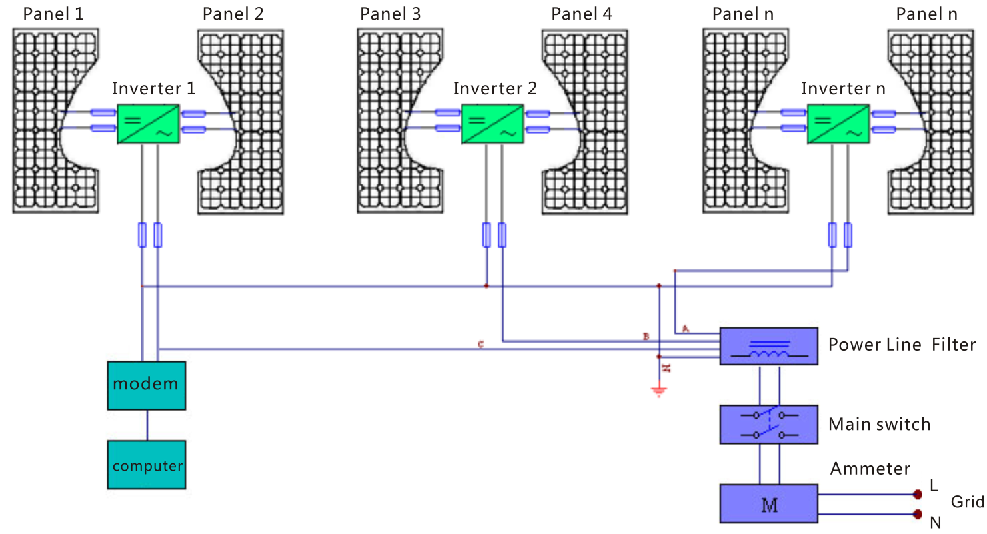 Panel 1
Panel 2
Panel 3
Panel 4
Panel n
Panel n
Inverter 1
Inverter 2
Inverter n
A
B
C
N
Power Line Filter
modem
Main switch
computer
Ammeter
M
L
Grid
N